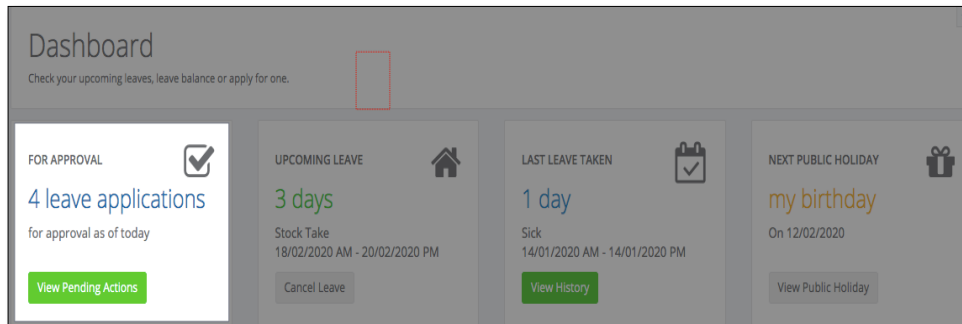 Dashboard
Check your upcoming leaves, leave balance or apply for one.
FOR APPROVAL
4 leave applications
for approval as of today
View Pending Actions
UPCOMING LEAVE
3 days
Stock Take
18/02/2020 AM - 20/02/2020 PM
Cancel Leave
LAST LEAVE TAKEN
1 day
Sick
14/01/2020 AM - 14/01/2020 PM
View History
NEXT PUBLIC HOLIDAY
my birthday
On 12/02/2020
View Public Holiday